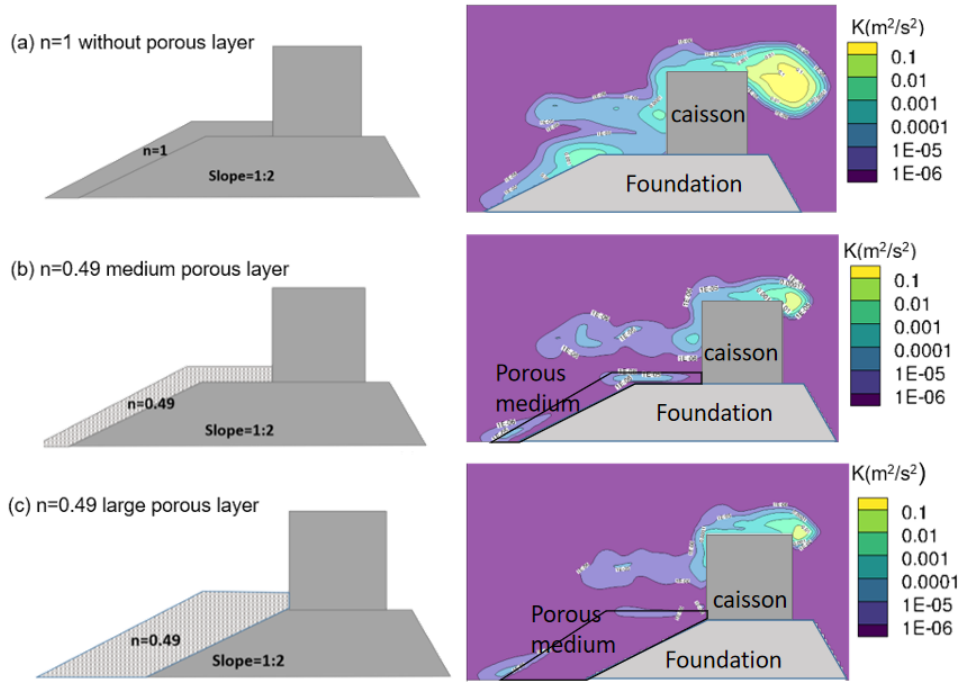 (a) n=1 without porous layer
n=1
Slope=1:2
caisson
Foundation
K(m²/s²)
0.1
0.01
0.001
0.0001
1E-05
1E-06
(b) n=0.49 medium porous layer
n=0.49
Slope=1:2
caisson
Porous
medium
Foundation
K(m²/s²)
0.1
0.01
0.001
0.0001
1E-05
1E-06
(c) n=0.49 large porous layer
n=0.49
Slope=1:2
caisson
Porous
medium
Foundation
K(m²/s²)
0.1
0.01
0.001
0.0001
1E-05
1E-06